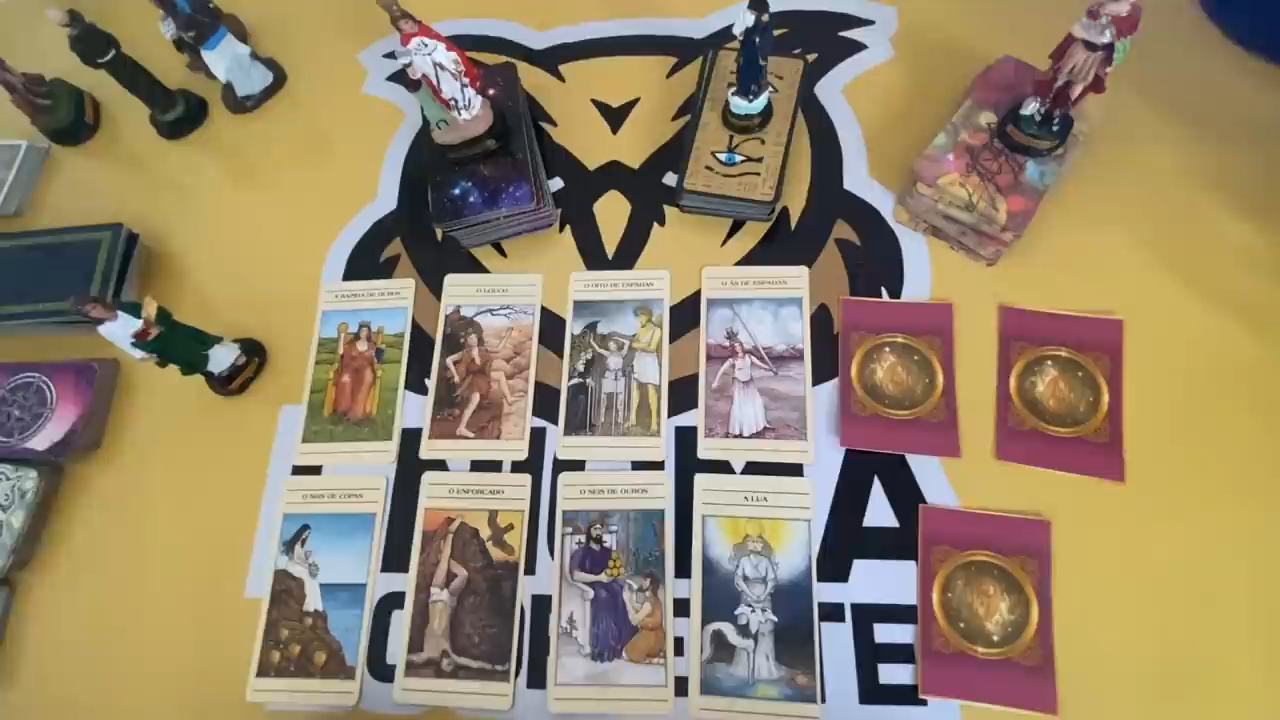 A RAINHA DE OUROS
O LOUCO
O OITO DE ESPADAS
O ÁS DE ESPADAS
O SEIS DE COPAS
O ENFORCADO
O SEIS DE OUROS
A LUA